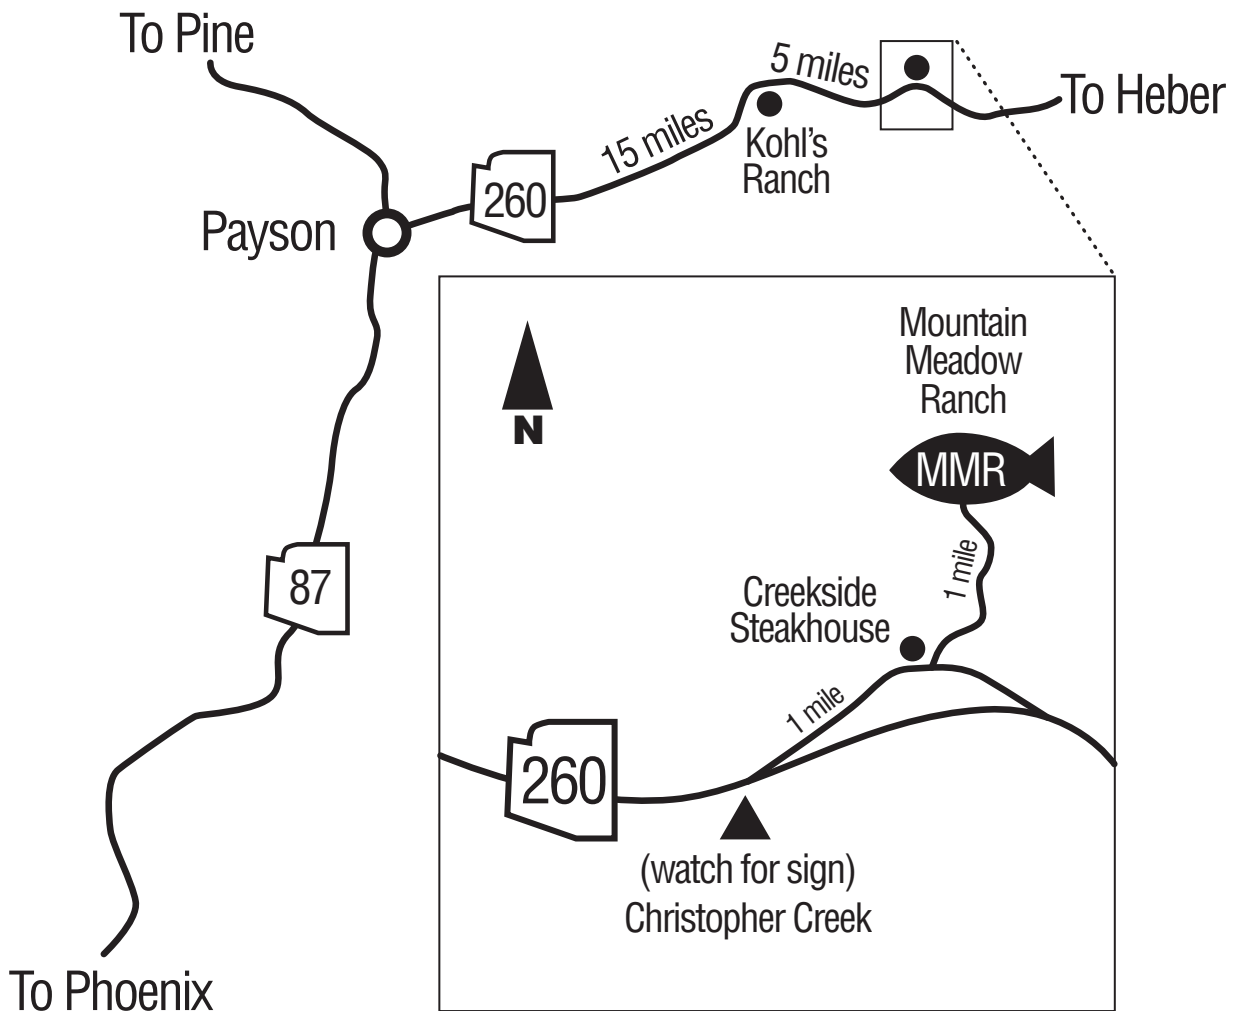 To Pine
5 miles
To Heber
15 miles
Kohl's
Ranch
260
Payson
Mountain
Meadow
Ranch
N
MMR
1 mile
87
Creekside
Steakhouse
1 mile
260
(watch for sign)
Christopher Creek
To Phoenix